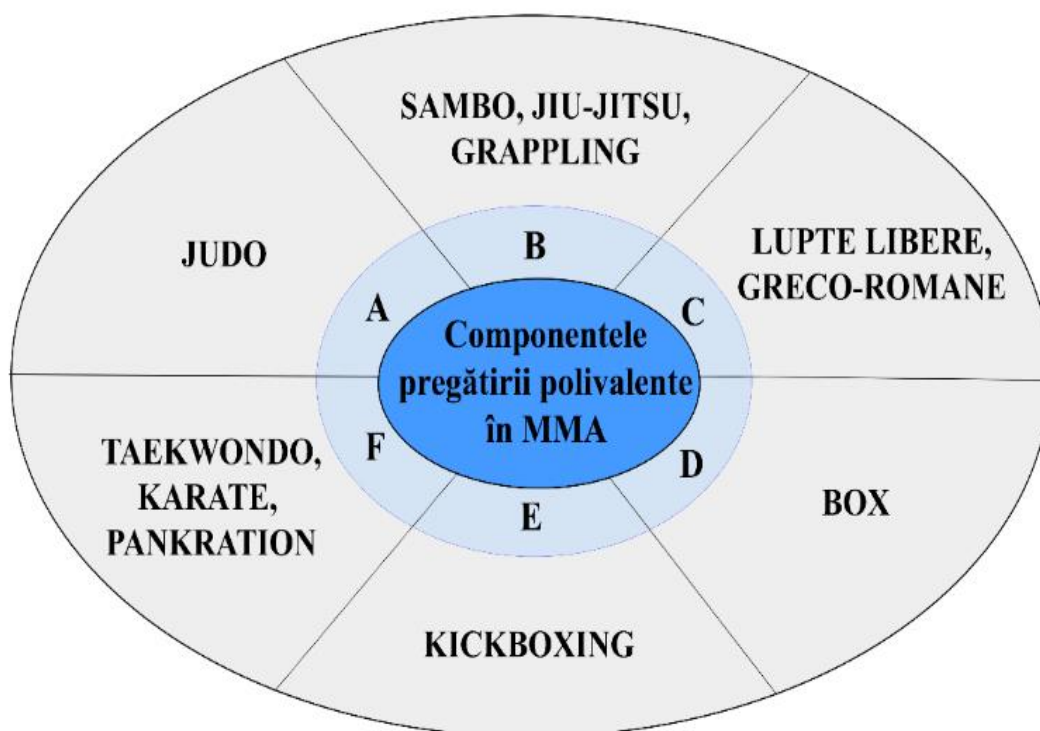 SAMBO, JIU-JITSU,
GRAPPLING
JUDO
LUPTE LIBERE,
GRECO-ROMANE
B
A
C
Componentele
pregătirii polivalente
în MMA
F
D
E
TAEKWONDO,
KARATE,
PANKRATION
BOX
KICKBOXING